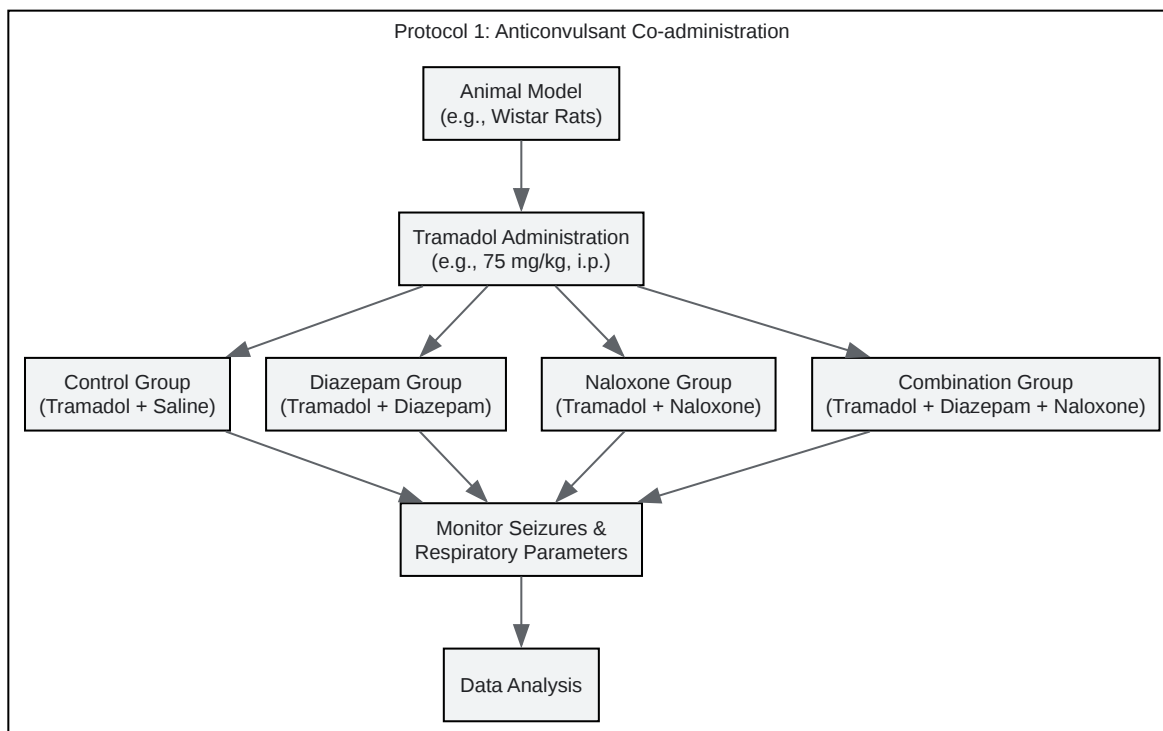 Protocol 1: Anticonvulsant Co-administration
Animal Model
(e.g., Wistar Rats)
Tramadol Administration
(e.g., 75 mg/kg, i.p.)
Control Group
(Tramadol + Saline)
Diazepam Group
(Tramadol + Diazepam)
Naloxone Group
(Tramadol + Naloxone)
Combination Group
(Tramadol + Diazepam + Naloxone)
Monitor Seizures &
Respiratory Parameters
Data Analysis